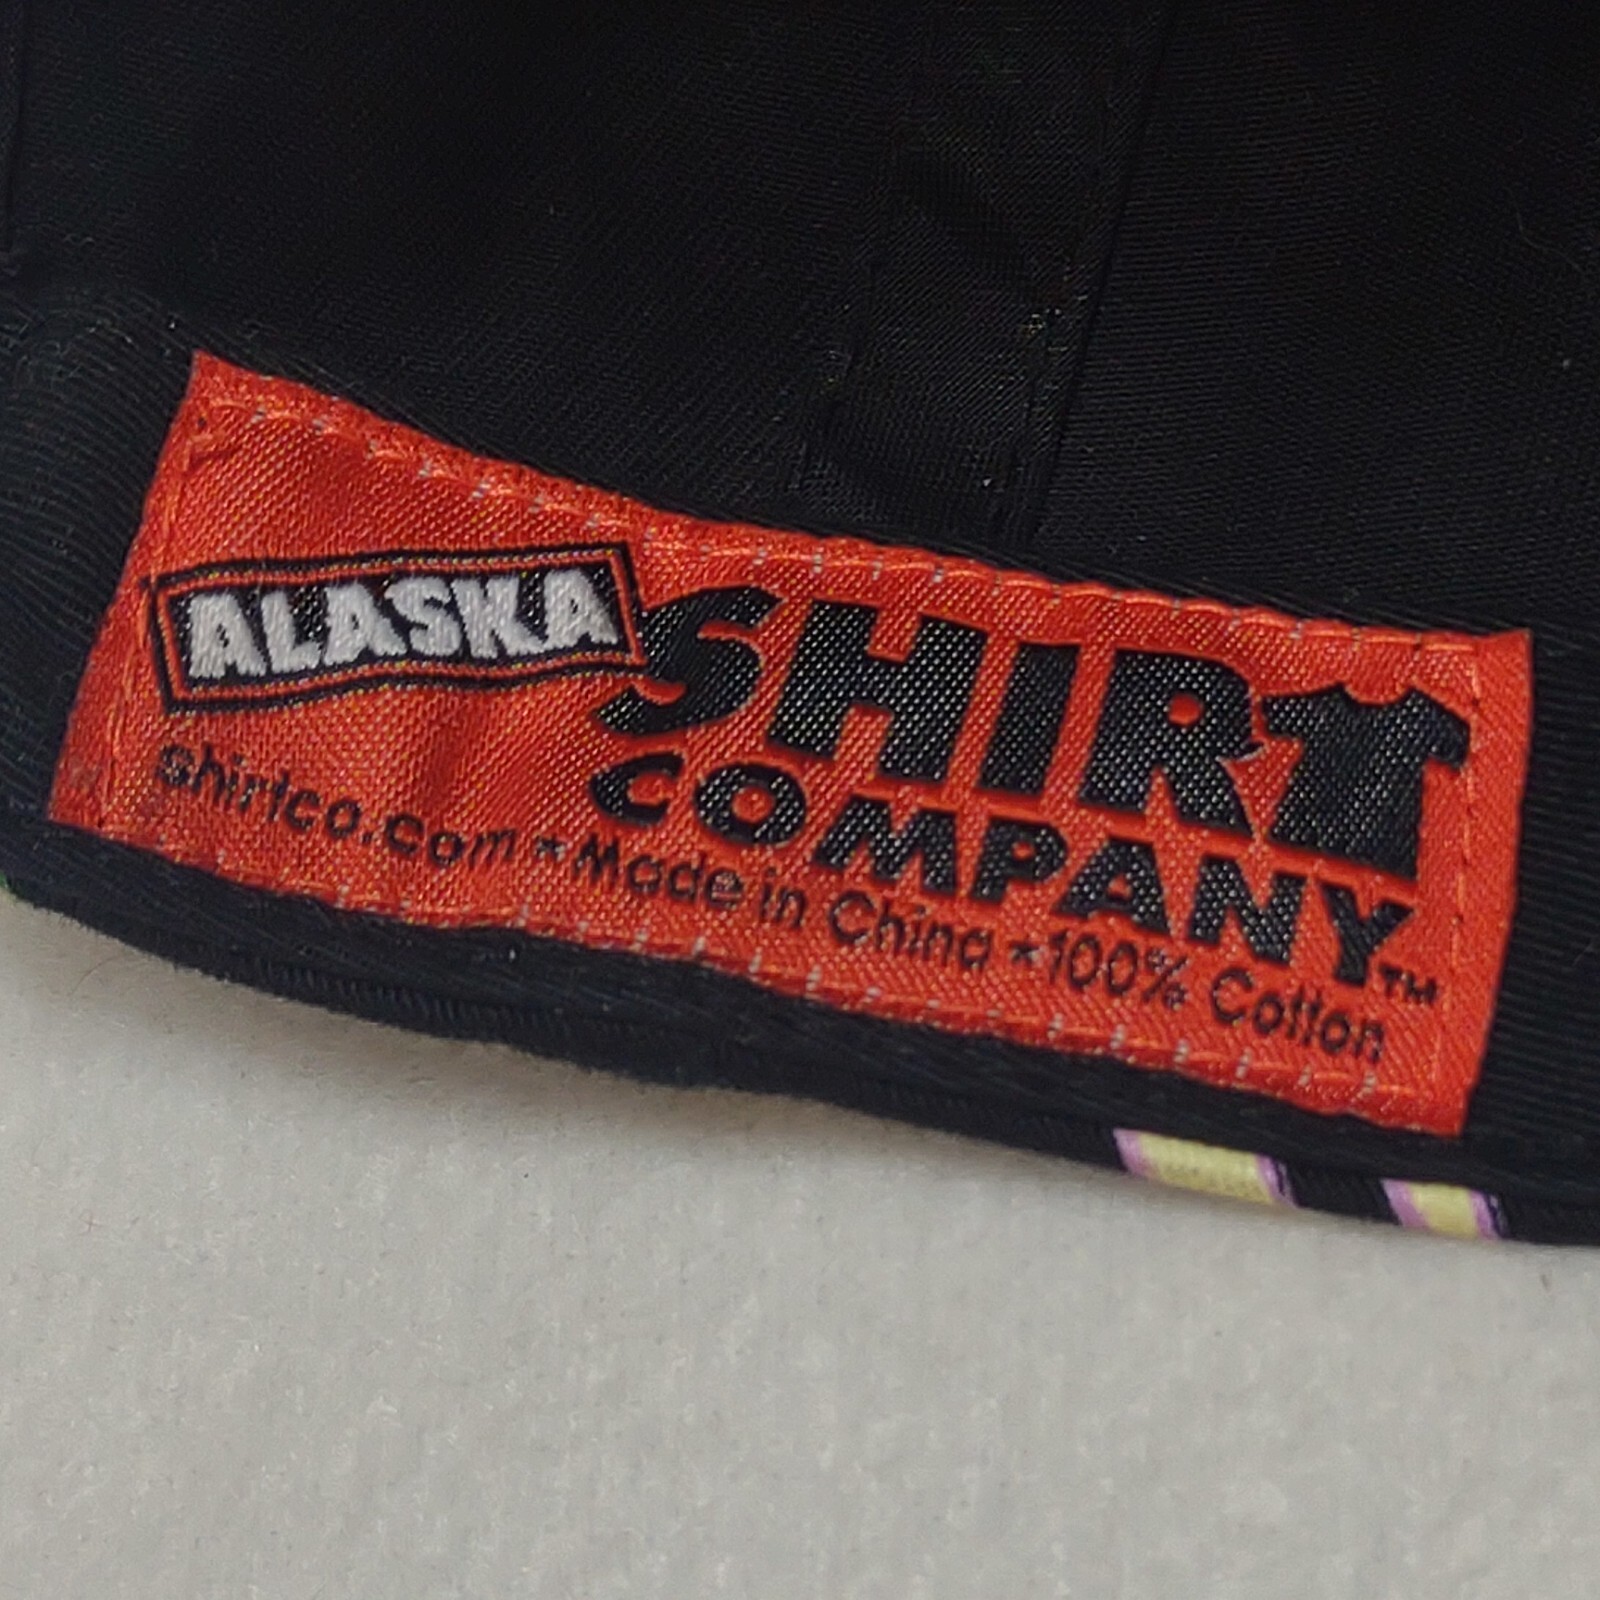 ALASKA SHIRT
COMPANY™
shirtco.com ★ Made in China ★ 100% Cotton